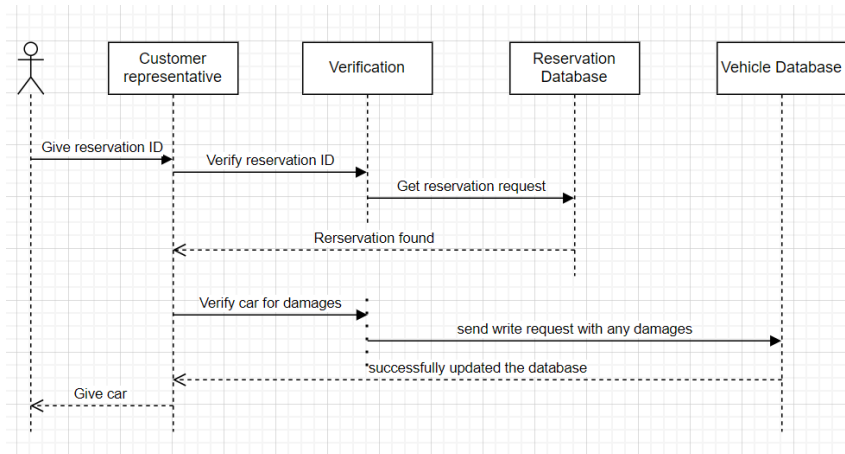 Customer
representative
Verification
Reservation
Database
Vehicle Database
Give reservation ID
Verify reservation ID
Get reservation request
Rerservation found
Verify car for damages
send write request with any damages
successfully updated the database
Give car